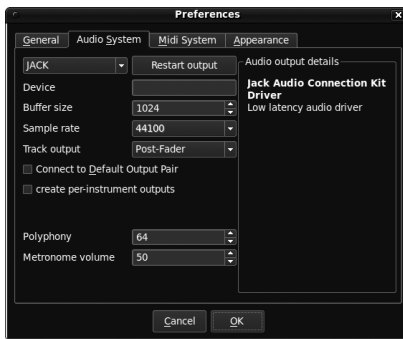 Preferences
General Audio System Midi System Appearance
JACK Restart output
Device
Buffer size 1024
Sample rate 44100
Track output Post-Fader
Connect to Default Output Pair
create per-instrument outputs
Polyphony 64
Metronome volume 50
Audio output details
Jack Audio Connection Kit
Driver
Low latency audio driver
Cancel OK